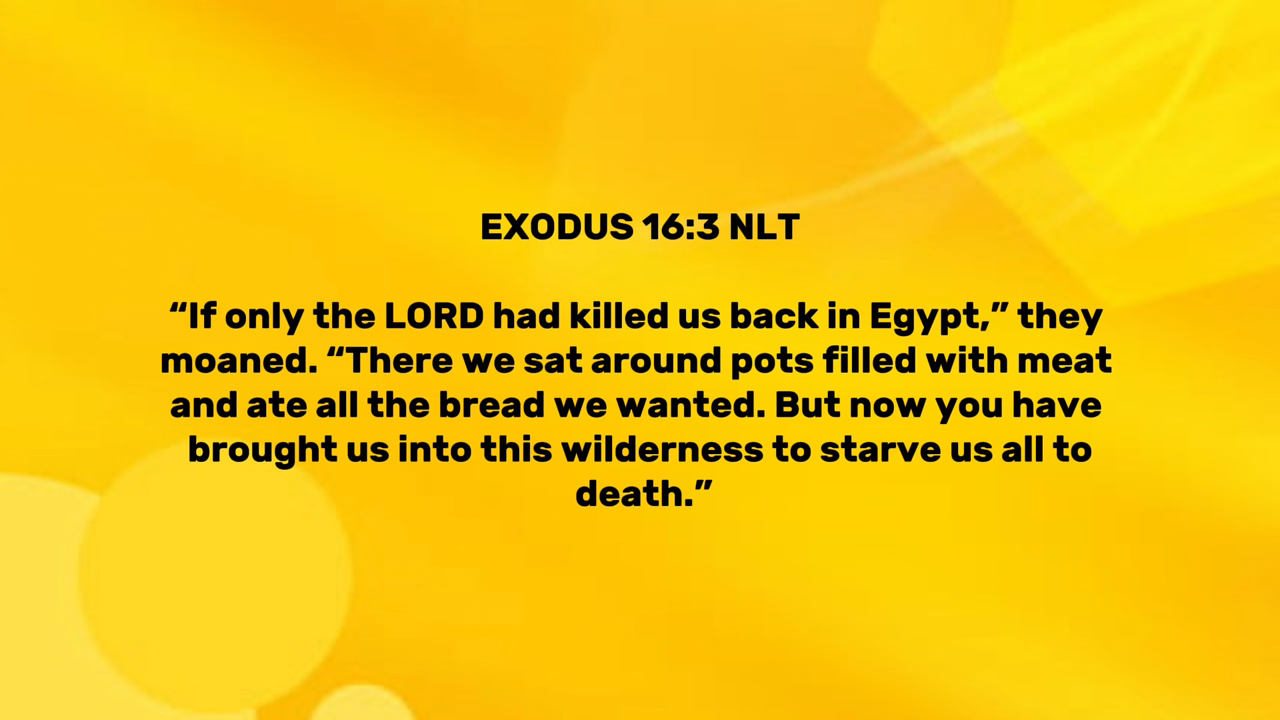 EXODUS 16:3 NLT
“If only the LORD had killed us back in Egypt,” they
moaned. “There we sat around pots filled with meat
and ate all the bread we wanted. But now you have
brought us into this wilderness to starve us all to
death.”